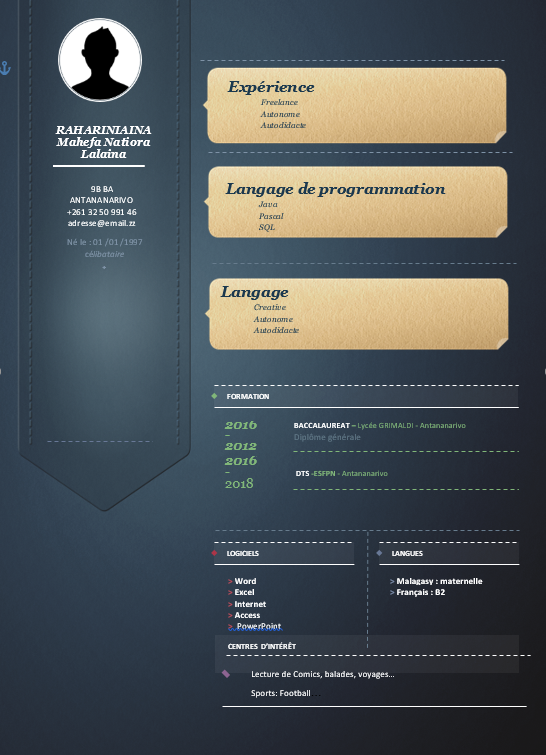 RAHARINIAINA
Mahefa Natiora
Lalaina
9B BA
ANTANANARIVO
+261 32 50 991 46
adresse@email.zz
Né le : 01 /01 /1997
célibataire
Expérience
Freelance
Autonome
Autodidacte
Langage de programmation
Java
Pascal
SQL
Langage
Creative
Autonome
Autodidacte
FORMATION
2016
–
2012
BACCALAUREAT – Lycée GRIMALDI - Antananarivo
Diplôme générale
2016
–
2018
DTS -ESFPN - Antananarivo
LOGICIELS
> Word
> Excel
> Internet
> Access
> PowerPoint
LANGUES
> Malagasy : maternelle
> Français : B2
CENTRES D'INTÉRÊT
Lecture de Comics, balades, voyages…
Sports: Football